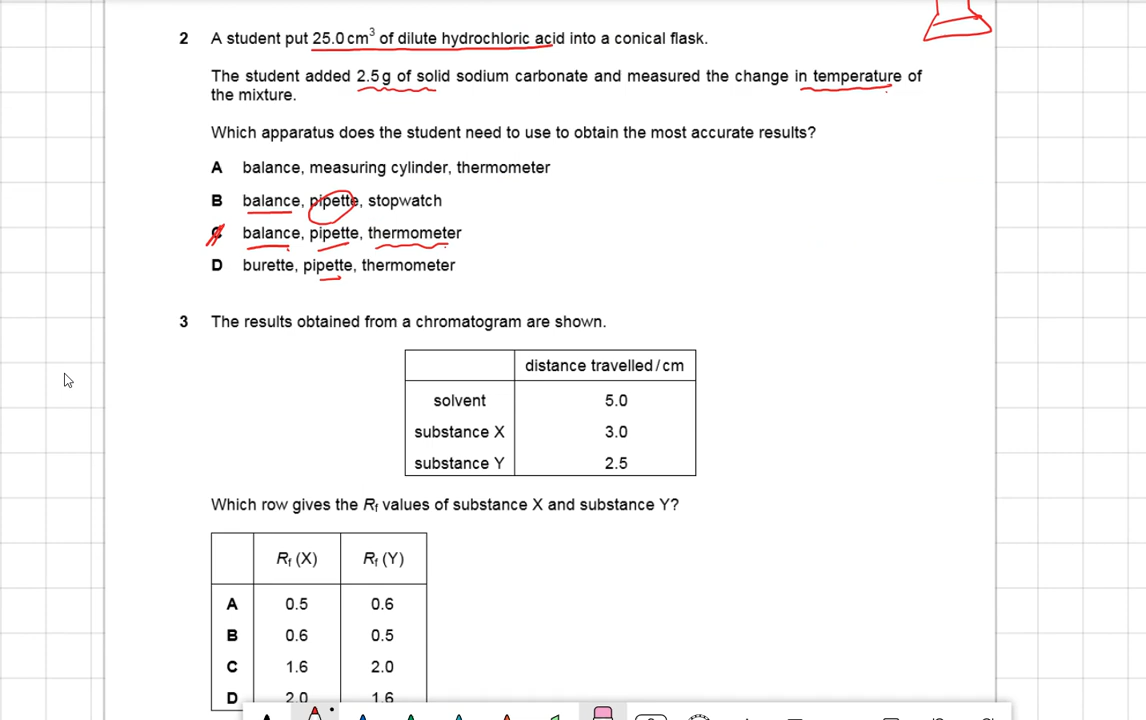 2 A student put 25.0 cm³ of dilute hydrochloric acid into a conical flask.
The student added 2.5 g of solid sodium carbonate and measured the change in temperature of
the mixture.
Which apparatus does the student need to use to obtain the most accurate results?
A balance, measuring cylinder, thermometer
B balance, pipette, stopwatch
C balance, pipette, thermometer
D burette, pipette, thermometer
3 The results obtained from a chromatogram are shown.
distance travelled / cm
solvent 5.0
substance X 3.0
substance Y 2.5
Which row gives the Rf values of substance X and substance Y?
Rf (X) Rf (Y)
A 0.5 0.6
B 0.6 0.5
C 1.6 2.0
D 2.0 1.6